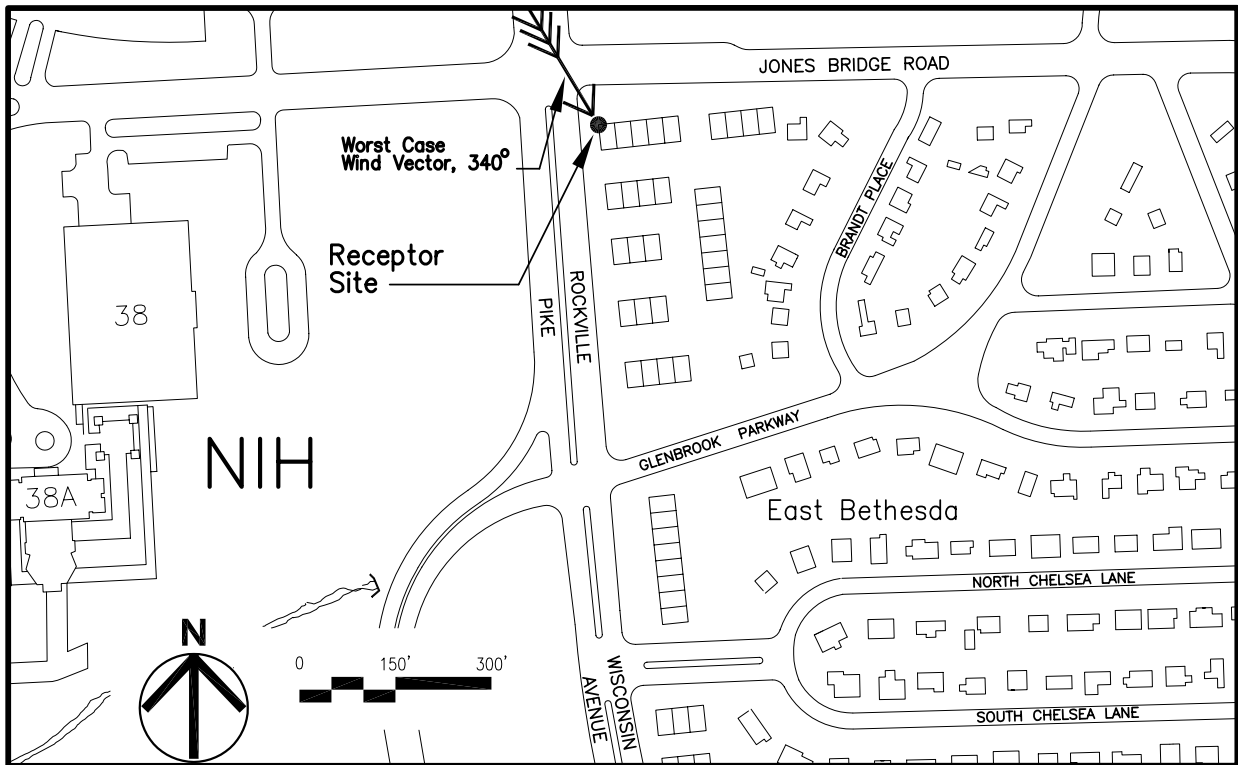 JONES BRIDGE ROAD
Worst Case
Wind Vector, 340°
BRANDT PLACE
Receptor
Site
ROCKVILLE
PIKE
38
GLENBROOK PARKWAY
NIH
38A
East Bethesda
NORTH CHELSEA LANE
N
0 150' 300'
WISCONSIN
AVENUE
SOUTH CHELSEA LANE